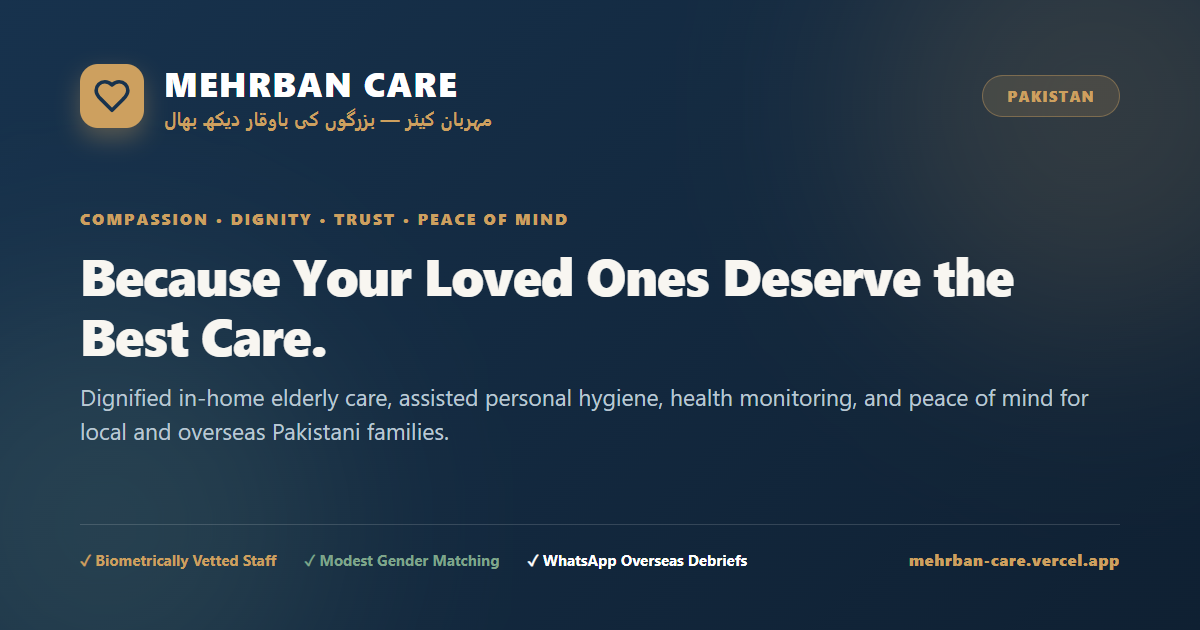 MEHRBAN CARE
مہربان کیئر — بزرگوں کی باوقار دیکھ بھال
PAKISTAN
COMPASSION • DIGNITY • TRUST • PEACE OF MIND
Because Your Loved Ones Deserve the
Best Care.
Dignified in-home elderly care, assisted personal hygiene, health monitoring, and peace of mind for
local and overseas Pakistani families.
✓ Biometrically Vetted Staff ✓ Modest Gender Matching ✓ WhatsApp Overseas Debriefs mehrban-care.vercel.app